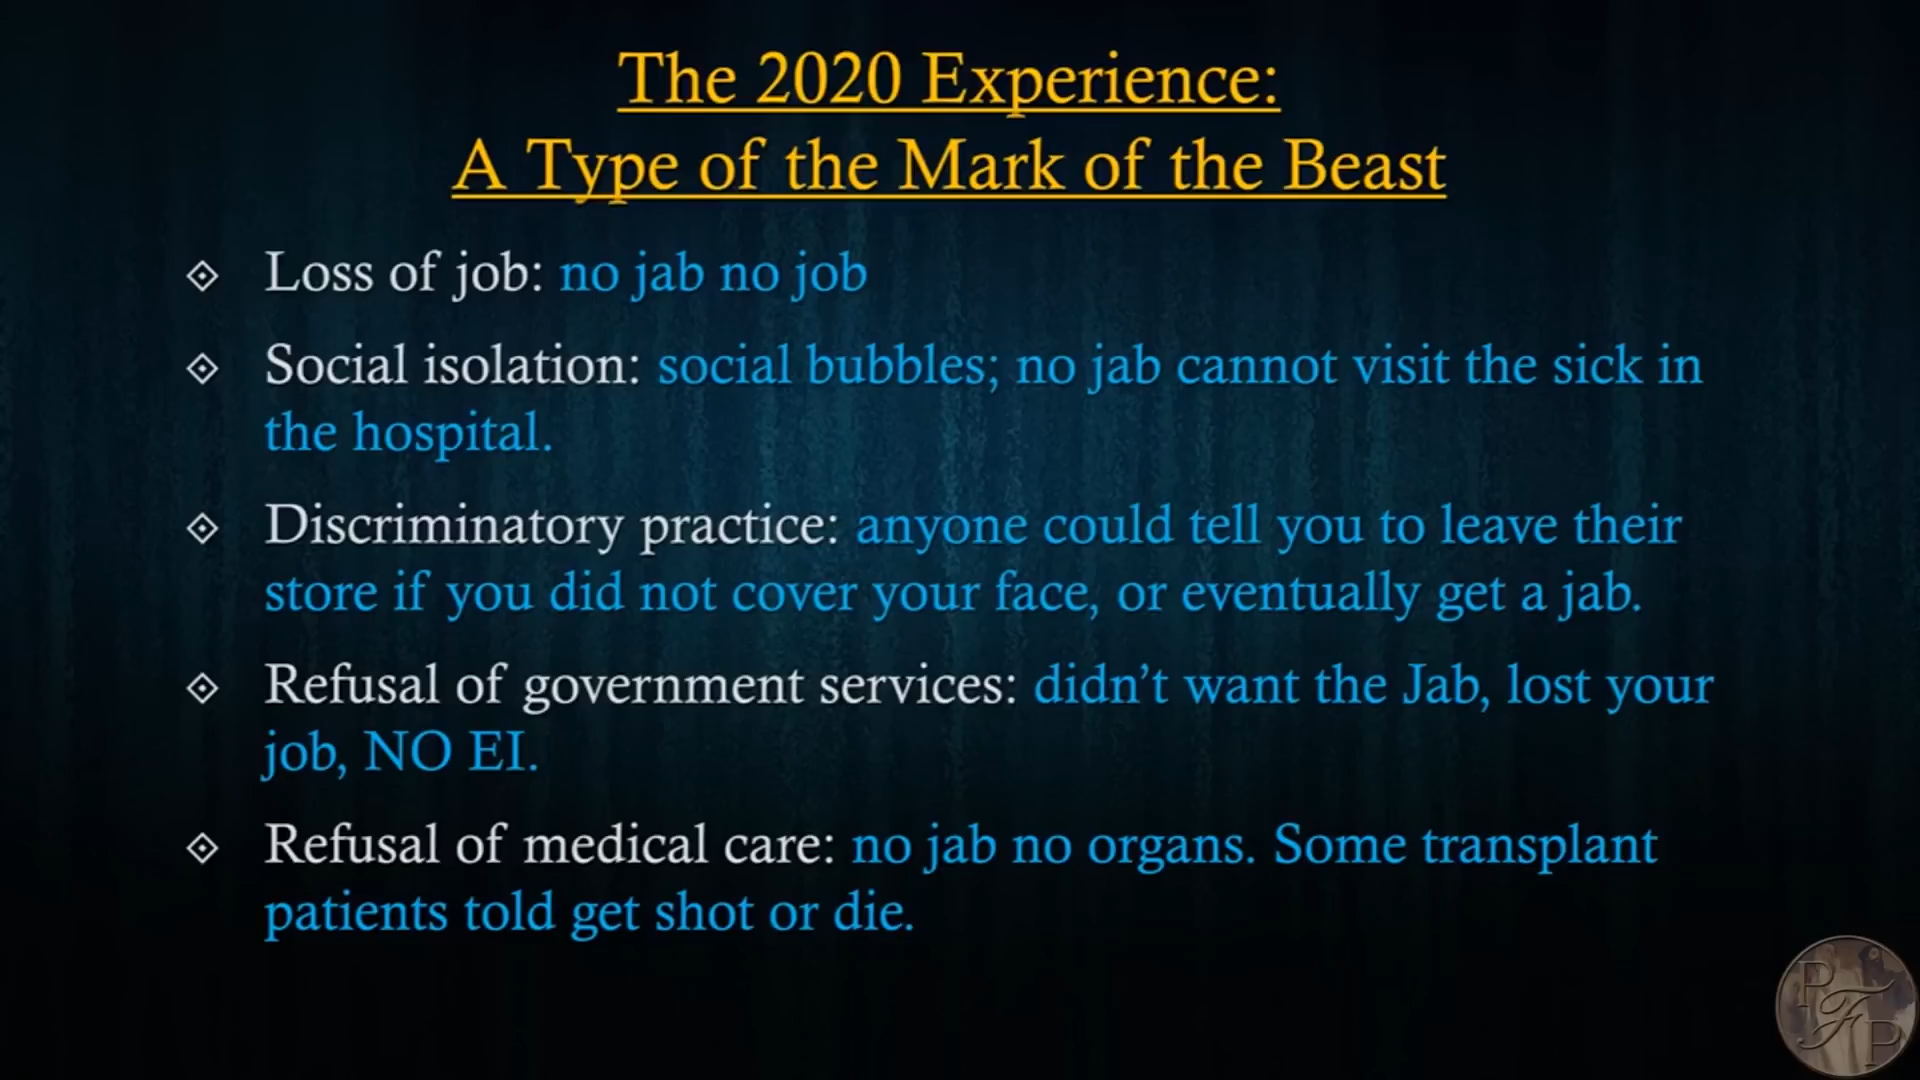 The 2020 Experience:
A Type of the Mark of the Beast
Loss of job: no jab no job
Social isolation: social bubbles; no jab cannot visit the sick in
the hospital.
Discriminatory practice: anyone could tell you to leave their
store if you did not cover your face, or eventually get a jab.
Refusal of government services: didn't want the Jab, lost your
job, NO EI.
Refusal of medical care: no jab no organs. Some transplant
patients told get shot or die.
PFP